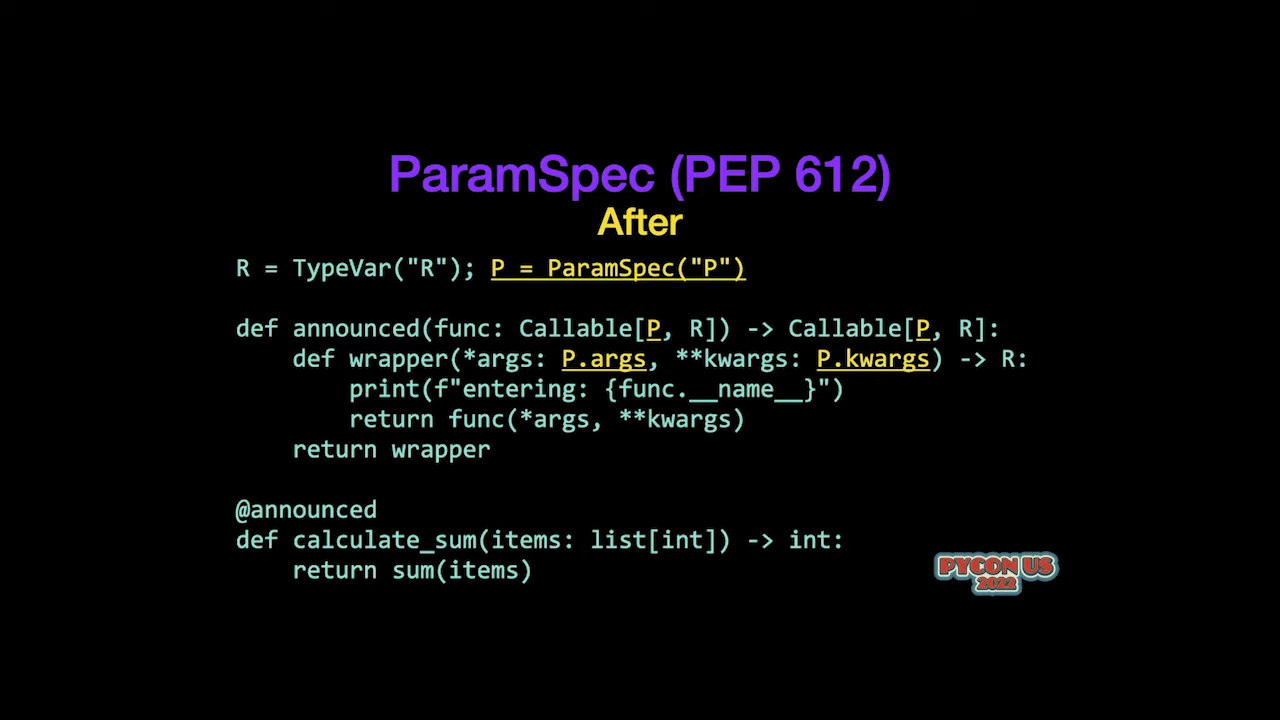 ParamSpec (PEP 612)
After
R = TypeVar("R"); P = ParamSpec("P")
def announced(func: Callable[P, R]) -> Callable[P, R]:
    def wrapper(*args: P.args, **kwargs: P.kwargs) -> R:
        print(f"entering: {func.__name__}")
        return func(*args, **kwargs)
    return wrapper
@announced
def calculate_sum(items: list[int]) -> int:
    return sum(items)
PYCON US
2022